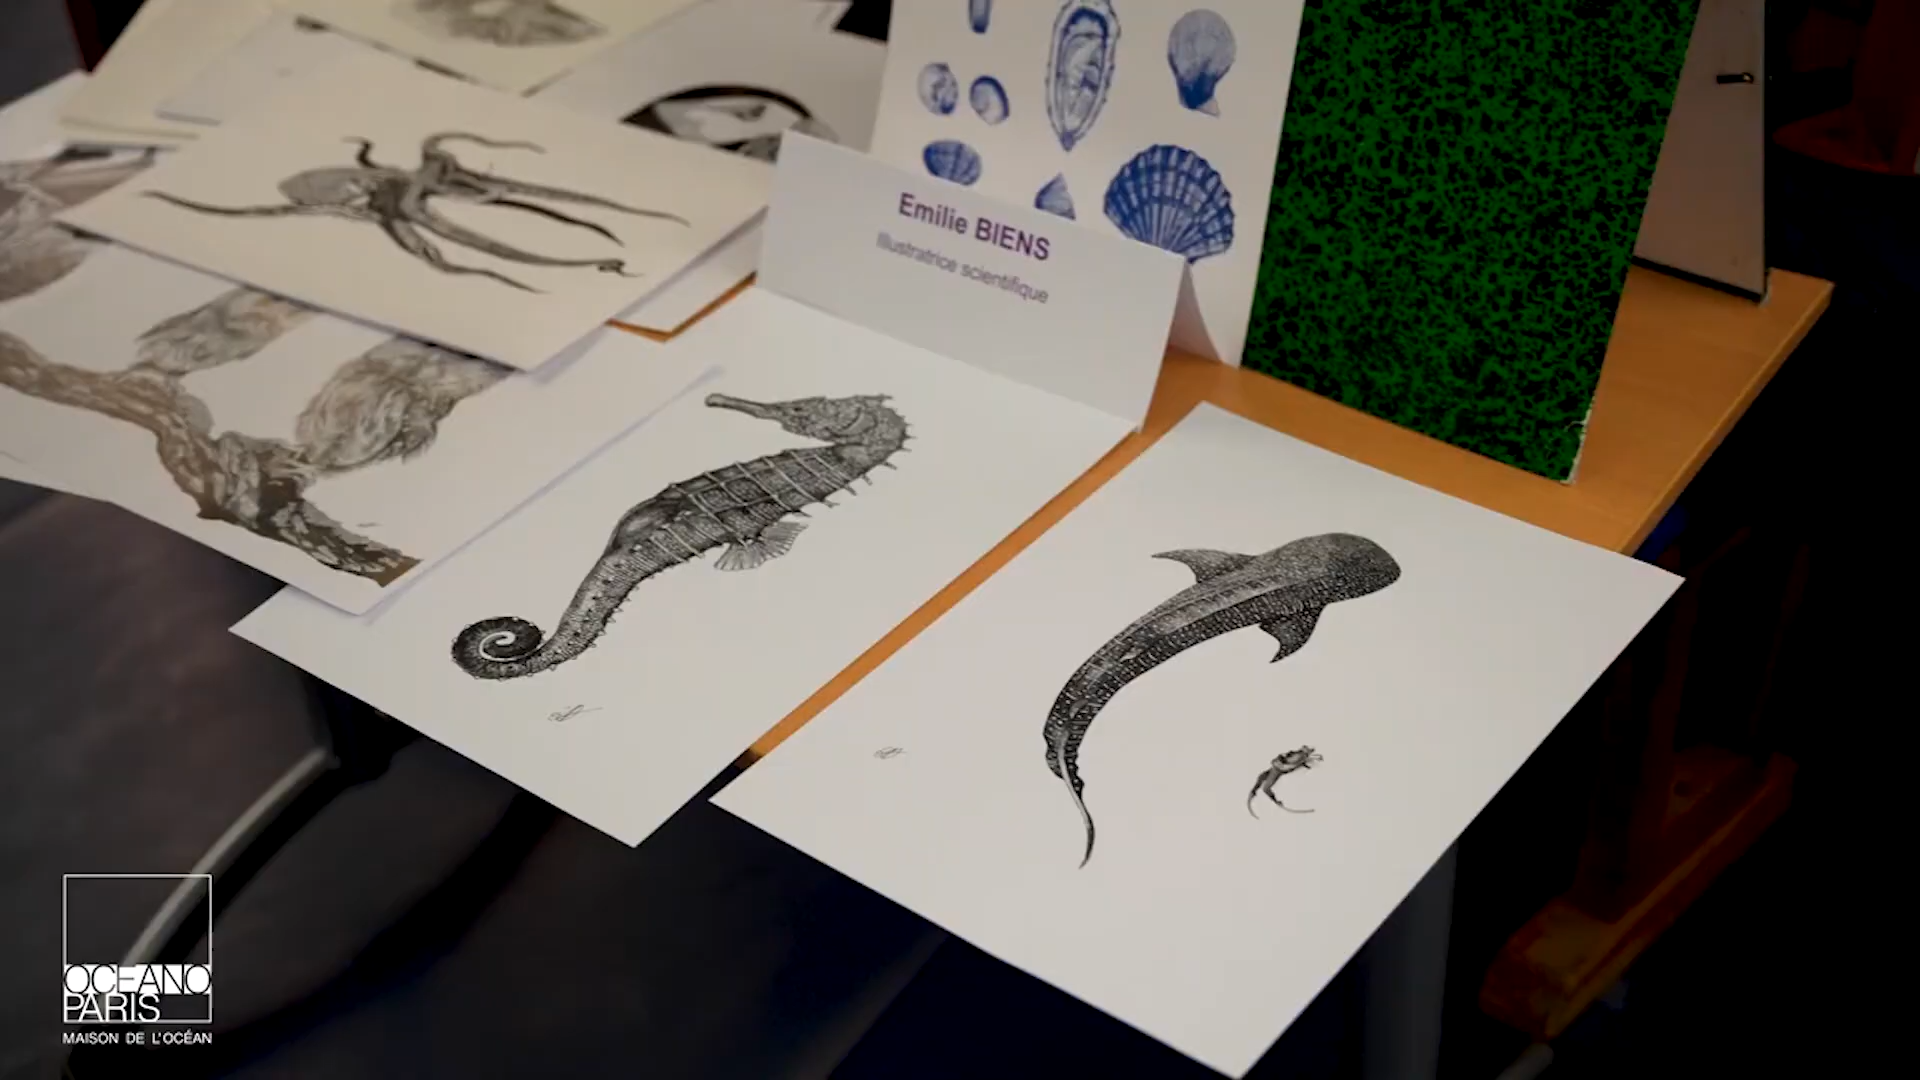 Emilie BIENS
Illustratrice scientifique
OCEANO
PARIS
MAISON DE L'OCÉAN